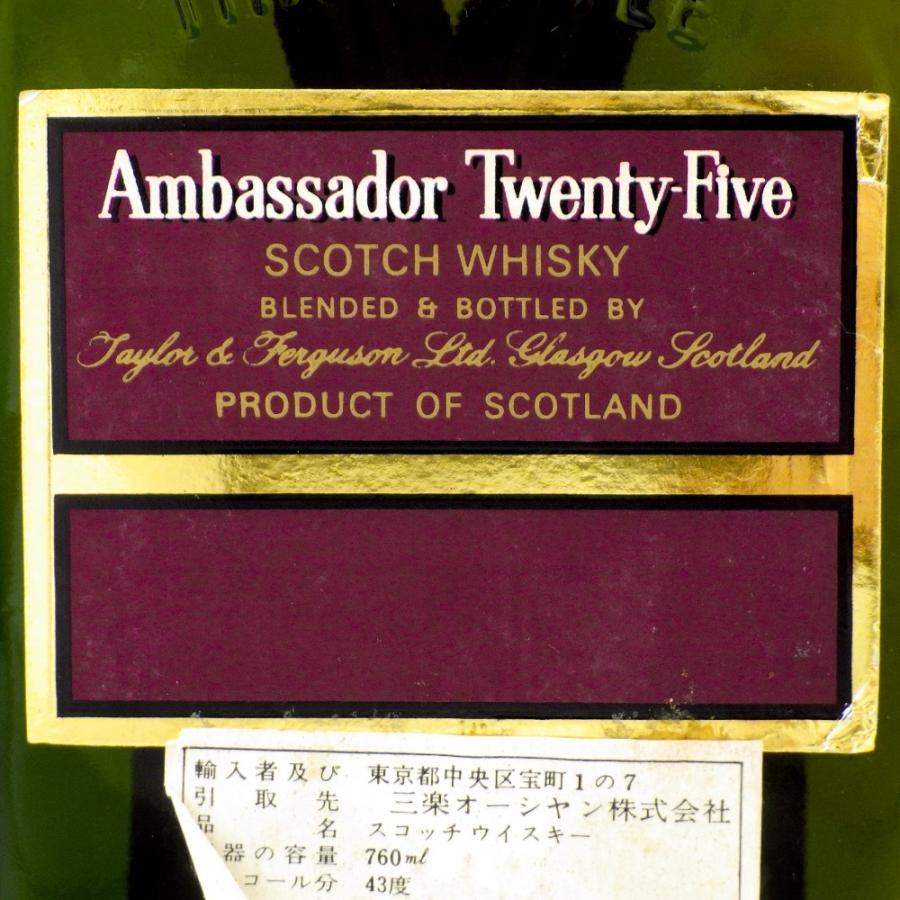 Ambassador Twenty-Five
SCOTCH WHISKY
BLENDED & BOTTLED BY
Taylor & Ferguson Ltd. Glasgow Scotland
PRODUCT OF SCOTLAND
輸入者及び 東京都中央区宝町1の7
引取先 三楽オーシヤン株式会社
品名 スコッチウイスキー
器の容量 760ml
コール分 43度